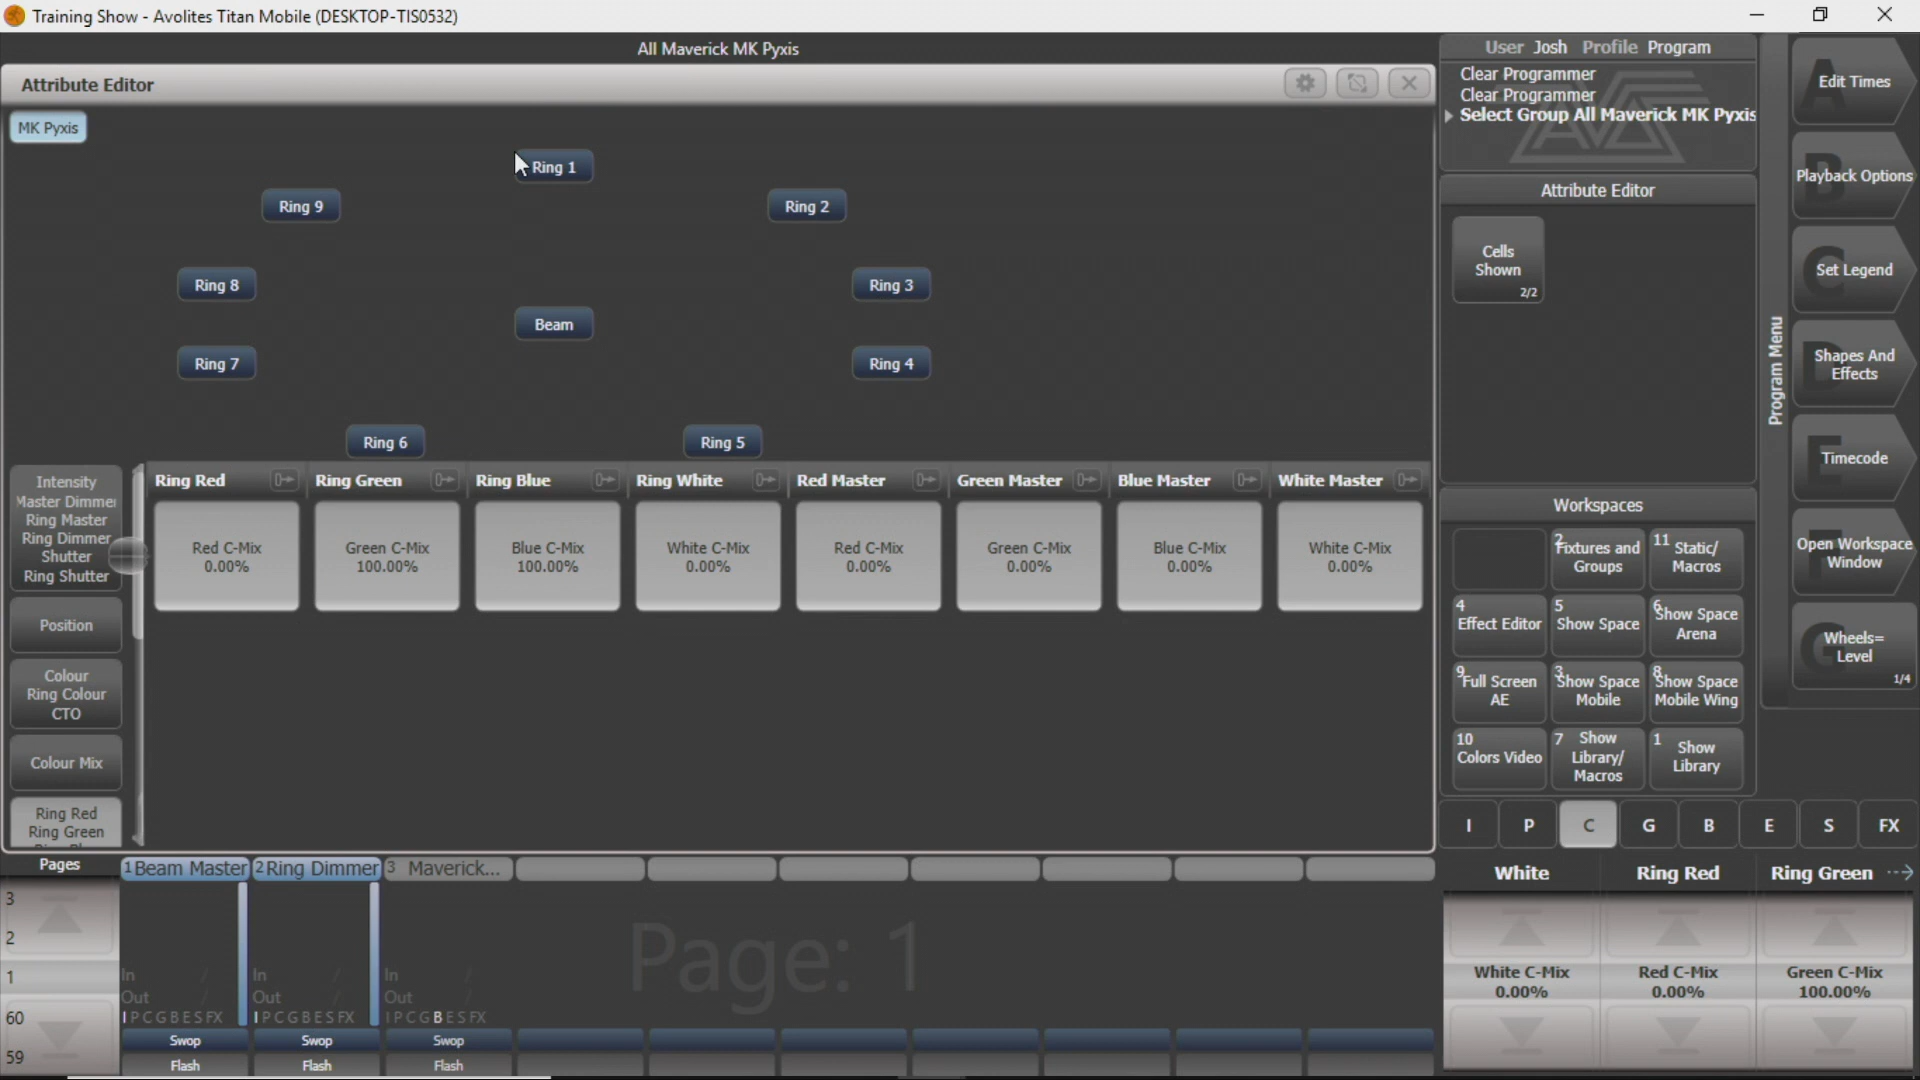 Training Show - Avolites Titan Mobile (DESKTOP-TIS0532)
All Maverick MK Pyxis
Attribute Editor
MK Pyxis
Ring 1
Ring 9
Ring 2
Ring 8
Ring 3
Beam
Ring 7
Ring 4
Ring 6
Ring 5
Intensity
Master Dimmer
Ring Master
Ring Dimmer
Shutter
Ring Shutter
Position
Colour
Ring Colour
CTO
Colour Mix
Ring Red
Ring Green
Ring Red
Ring Green
Ring Blue
Ring White
Red Master
Green Master
Blue Master
White Master
Red C-Mix
0.00%
Green C-Mix
100.00%
Blue C-Mix
100.00%
White C-Mix
0.00%
Red C-Mix
0.00%
Green C-Mix
0.00%
Blue C-Mix
0.00%
White C-Mix
0.00%
User Josh Profile Program
Clear Programmer
Clear Programmer
Select Group All Maverick MK Pyxis
Attribute Editor
Cells
Shown
2/2
Workspaces
2
Fixtures and
Groups
11
Static/
Macros
4
Effect Editor
5
Show Space
6
Show Space
Arena
9
Full Screen
AE
3
Show Space
Mobile
8
Show Space
Mobile Wing
10
Colors Video
7
Show
Library/
Macros
1
Show
Library
Program Menu
A
Edit Times
B
Playback Options
C
Set Legend
D
Shapes And
Effects
E
Timecode
F
Open Workspace
Window
G
Wheels=
Level
1/4
I P C G B E S FX
White
Ring Red
Ring Green
White C-Mix
0.00%
Red C-Mix
0.00%
Green C-Mix
100.00%
Pages
3
2
1
60
59
1 Beam Master
2 Ring Dimmer
3 Maverick...
In /
Out /
IPCGBESFX
In /
Out /
IPCGBESFX
In /
Out /
IPCGBESFX
Page: 1
Swop
Swop
Swop
Flash
Flash
Flash